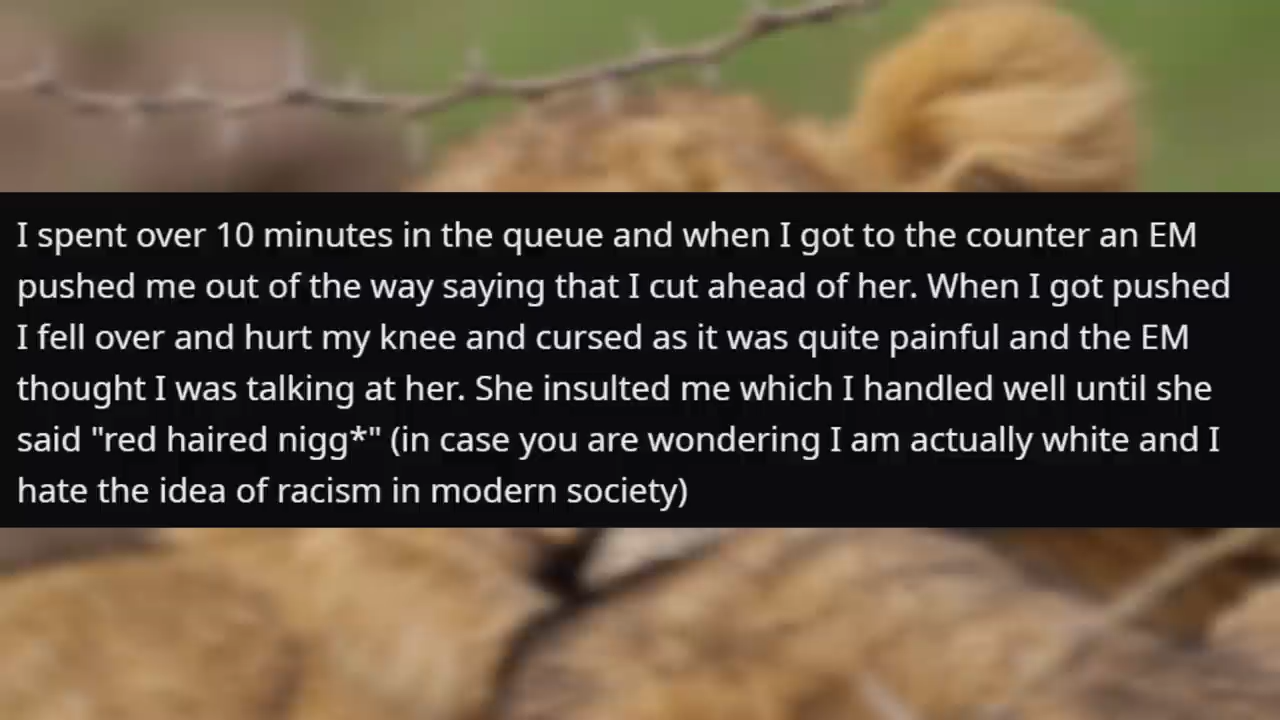 I spent over 10 minutes in the queue and when I got to the counter an EM
pushed me out of the way saying that I cut ahead of her. When I got pushed
I fell over and hurt my knee and cursed as it was quite painful and the EM
thought I was talking at her. She insulted me which I handled well until she
said "red haired nigg*" (in case you are wondering I am actually white and I
hate the idea of racism in modern society)